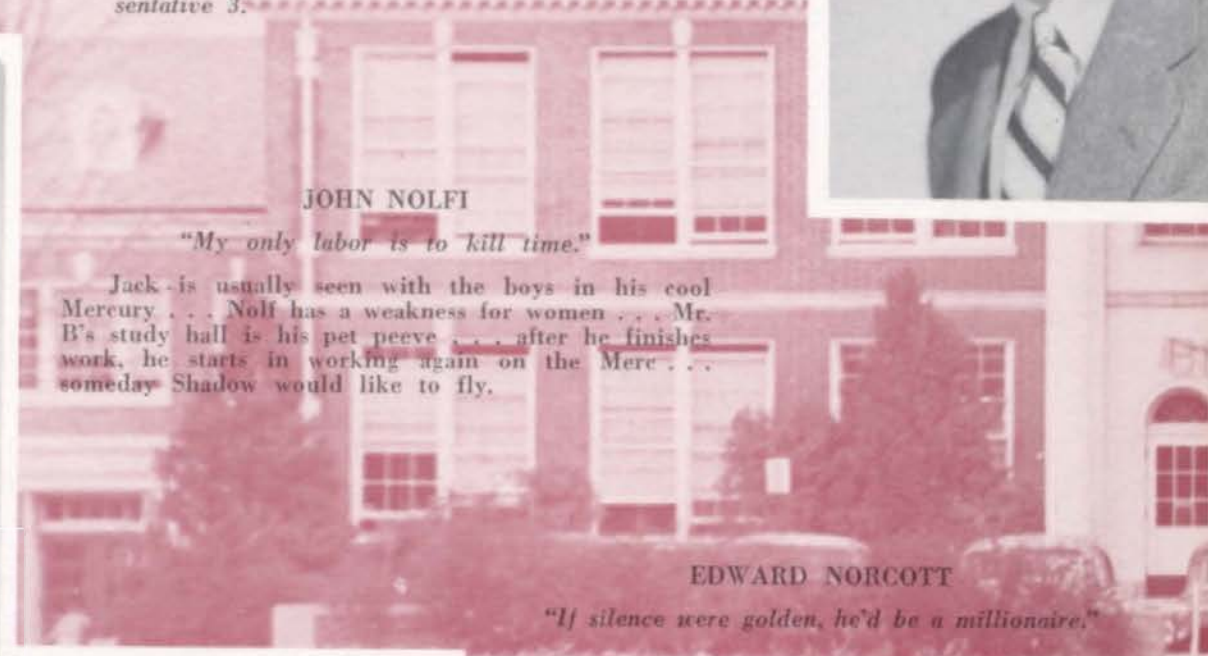 sentative 3.
JOHN NOLFI
"My only labor is to kill time."
Jack is usually seen with the boys in his cool
Mercury . . . Nolf has a weakness for women . . . Mr.
B's study hall is his pet peeve . . . after he finishes
work, he starts in working again on the Merc . . .
someday Shadow would like to fly.
EDWARD NORCOTT
"If silence were golden, he'd be a millionaire."